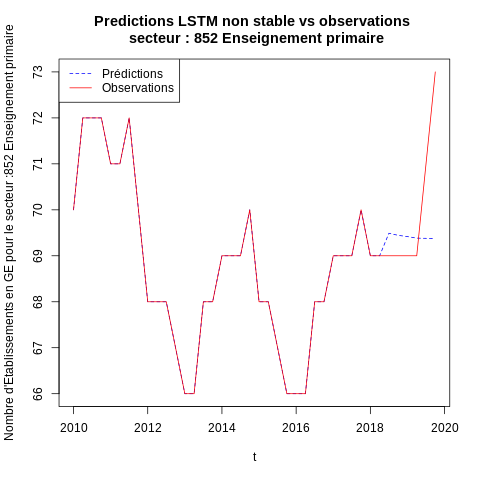 Predictions LSTM non stable vs observations
secteur : 852 Enseignement primaire
Nombre d'Etablissements en GE pour le secteur :852 Enseignement primaire
Prédictions
Observations
73
72
71
70
69
68
67
66
2010
2012
2014
2016
2018
2020
t